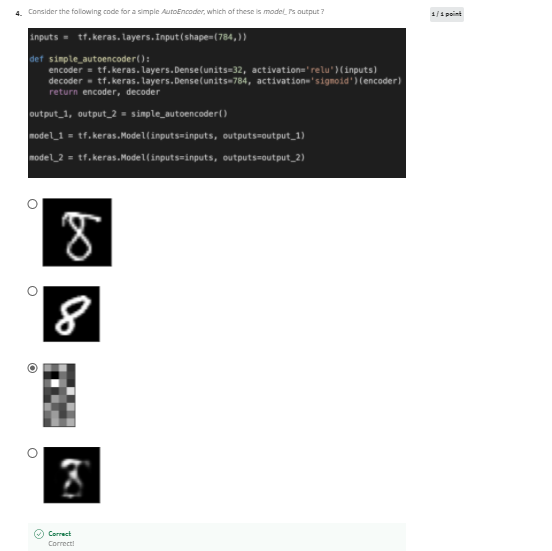 4. Consider the following code for a simple AutoEncoder, which of these is model_1's output ?
1 / 1 point
inputs = tf.keras.layers.Input(shape=(784,))
def simple_autoencoder():
encoder = tf.keras.layers.Dense(units=32, activation='relu')(inputs)
decoder = tf.keras.layers.Dense(units=784, activation='sigmoid')(encoder)
return encoder, decoder
output_1, output_2 = simple_autoencoder()
model_1 = tf.keras.Model(inputs=inputs, outputs=output_1)
model_2 = tf.keras.Model(inputs=inputs, outputs=output_2)
8
8
8
Correct
Correct!